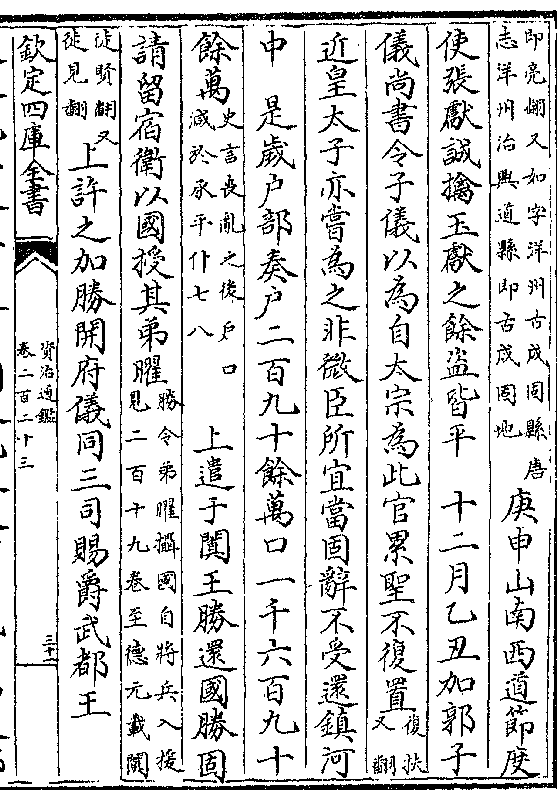 即亮翻又如字洋州古成固縣唐
志洋州治興道縣即古成固地
庚申山南西道節度
使張獻誠擒玉獻之餘盜皆平　十二月乙丑加郭子
儀尚書令子儀以為自太宗為此官累聖不復置
復扶
又翻
近皇太子亦嘗為之非微臣所宜當固辭不受還鎮河
中　是歲户部奏户二百九十餘萬口一千六百九十
餘萬
史言喪亂之後户口
減於承平什七八
上遣于闐王勝還國勝固
請留宿衛以國授其弟曜
勝令弟曜攝國自將兵入援
見二百十九卷至德元載闐
徒賢翻又
徒見翻
上許之加勝開府儀同三司賜爵武都王
欽定四庫全書
資治通鑑
卷二百二十三